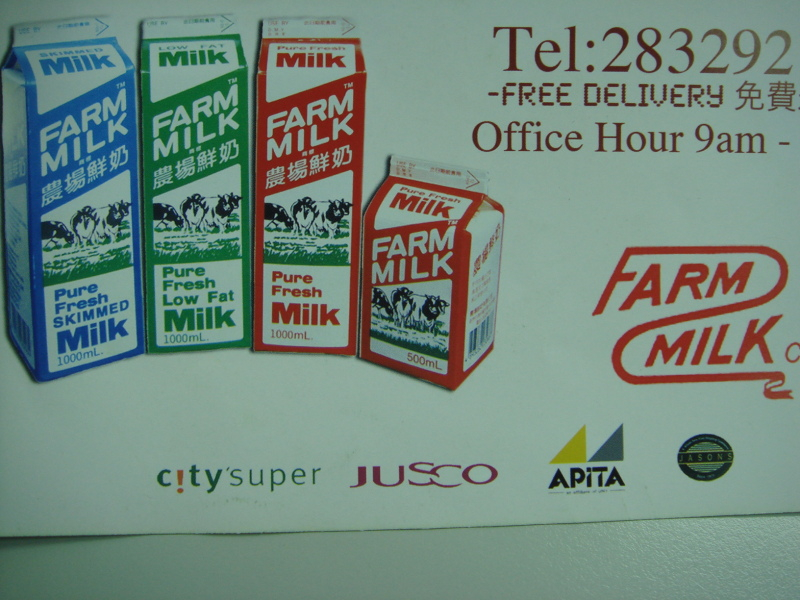 SKIMMED
Milk
FARM
MILK
農場鮮奶
Pure
Fresh
SKIMMED
Milk
1000mL.
LOW FAT
Milk
FARM
MILK
農場鮮奶
Pure
Fresh
Low Fat
Milk
1000mL.
Pure Fresh
Milk
FARM
MILK
農場鮮奶
Pure
Fresh
Milk
1000mL.
Pure Fresh
Milk
FARM
MILK
500mL.
Tel:283292
-FREE DELIVERY 免費
Office Hour 9am -
FARM
MILK
c!ty'super
JUSCO
APiTA
JASONS